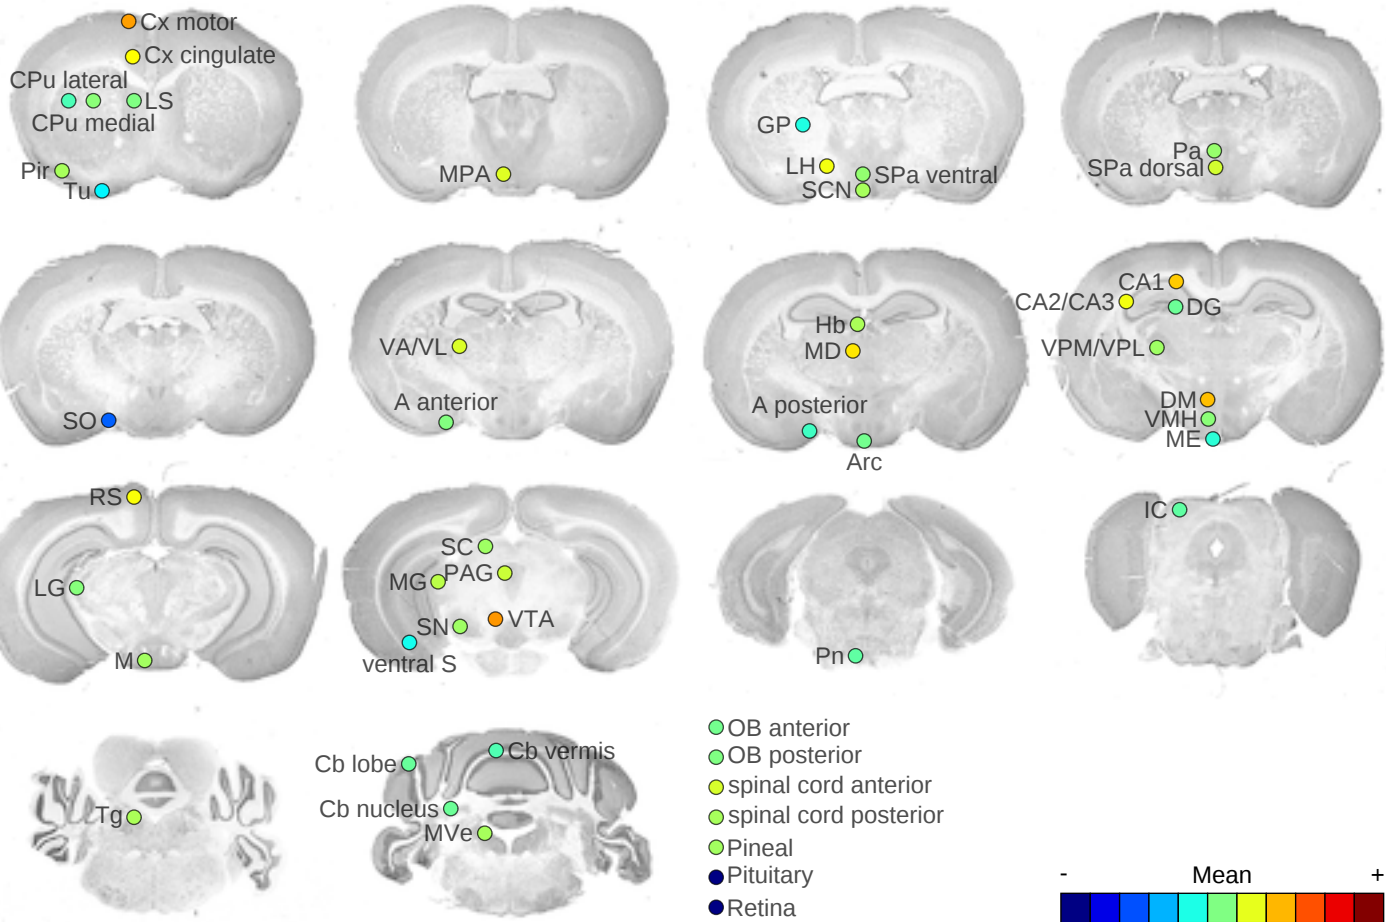 Cx motor
Cx cingulate
CPu lateral
LS
CPu medial
Pir
Tu
MPA
GP
LH
SPa ventral
SCN
Pa
SPa dorsal
SO
VA/VL
A anterior
Hb
MD
A posterior
Arc
CA1
CA2/CA3
DG
VPM/VPL
DM
VMH
ME
RS
LG
M
SC
PAG
MG
VTA
SN
ventral S
Pn
IC
Tg
Cb vermis
Cb lobe
Cb nucleus
MVe
OB anterior
OB posterior
spinal cord anterior
spinal cord posterior
Pineal
Pituitary
Retina
- Mean +